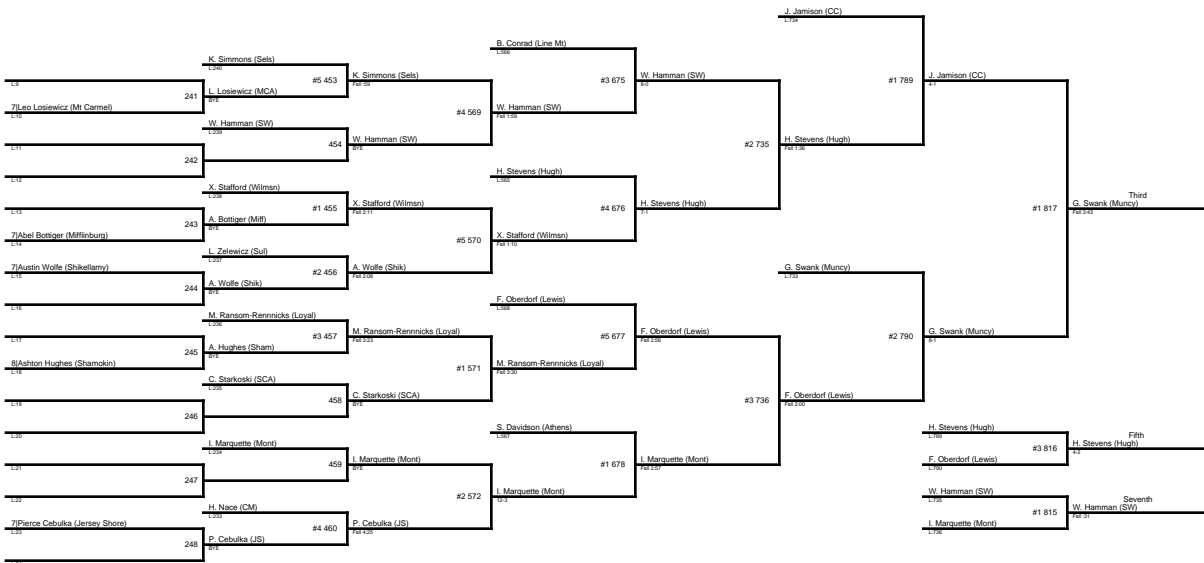 J. Jamison (CC)
L:734
B. Conrad (Line Mt)
L:566
K. Simmons (Sels)
L:240
#5 453
K. Simmons (Sels)
Fall :59
#3 675
W. Hamman (SW)
8-0
#1 789
J. Jamison (CC)
4-1
L:9
241
L. Losiewicz (MCA)
BYE
7|Leo Losiewicz (Mt Carmel)
L:10
#4 569
W. Hamman (SW)
Fall 1:59
W. Hamman (SW)
L:239
454
W. Hamman (SW)
BYE
#2 735
H. Stevens (Hugh)
Fall 1:36
L:11
242
L:12
H. Stevens (Hugh)
L:565
X. Stafford (Wilmsn)
L:238
#1 455
X. Stafford (Wilmsn)
Fall 2:11
#4 676
H. Stevens (Hugh)
7-1
#1 817
Third
G. Swank (Muncy)
Fall 3:43
L:13
243
A. Bottiger (Miff)
BYE
7|Abel Bottiger (Mifflinburg)
L:14
#5 570
X. Stafford (Wilmsn)
Fall 1:10
L. Zelewicz (Sul)
L:237
7|Austin Wolfe (Shikellamy)
L:15
#2 456
A. Wolfe (Shik)
Fall 2:08
G. Swank (Muncy)
L:733
244
A. Wolfe (Shik)
BYE
L:16
F. Oberdorf (Lewis)
L:568
M. Ransom-Rennnicks (Loyal)
L:236
L:17
#3 457
M. Ransom-Rennnicks (Loyal)
Fall 3:23
#5 677
F. Oberdorf (Lewis)
Fall 2:56
#2 790
G. Swank (Muncy)
8-1
245
A. Hughes (Sham)
BYE
8|Ashton Hughes (Shamokin)
L:18
#1 571
M. Ransom-Rennnicks (Loyal)
Fall 3:30
C. Starkoski (SCA)
L:235
L:19
458
C. Starkoski (SCA)
BYE
#3 736
F. Oberdorf (Lewis)
Fall 2:00
246
L:20
S. Davidson (Athens)
L:567
H. Stevens (Hugh)
L:789
Fifth
I. Marquette (Mont)
L:234
#3 816
H. Stevens (Hugh)
4-2
L:21
459
I. Marquette (Mont)
BYE
#1 678
I. Marquette (Mont)
Fall 2:57
F. Oberdorf (Lewis)
L:790
247
L:22
#2 572
I. Marquette (Mont)
12-3
W. Hamman (SW)
L:735
Seventh
H. Nace (CM)
L:233
#1 815
W. Hamman (SW)
Fall :31
7|Pierce Cebulka (Jersey Shore)
L:23
#4 460
P. Cebulka (JS)
Fall 4:25
I. Marquette (Mont)
L:736
248
P. Cebulka (JS)
BYE